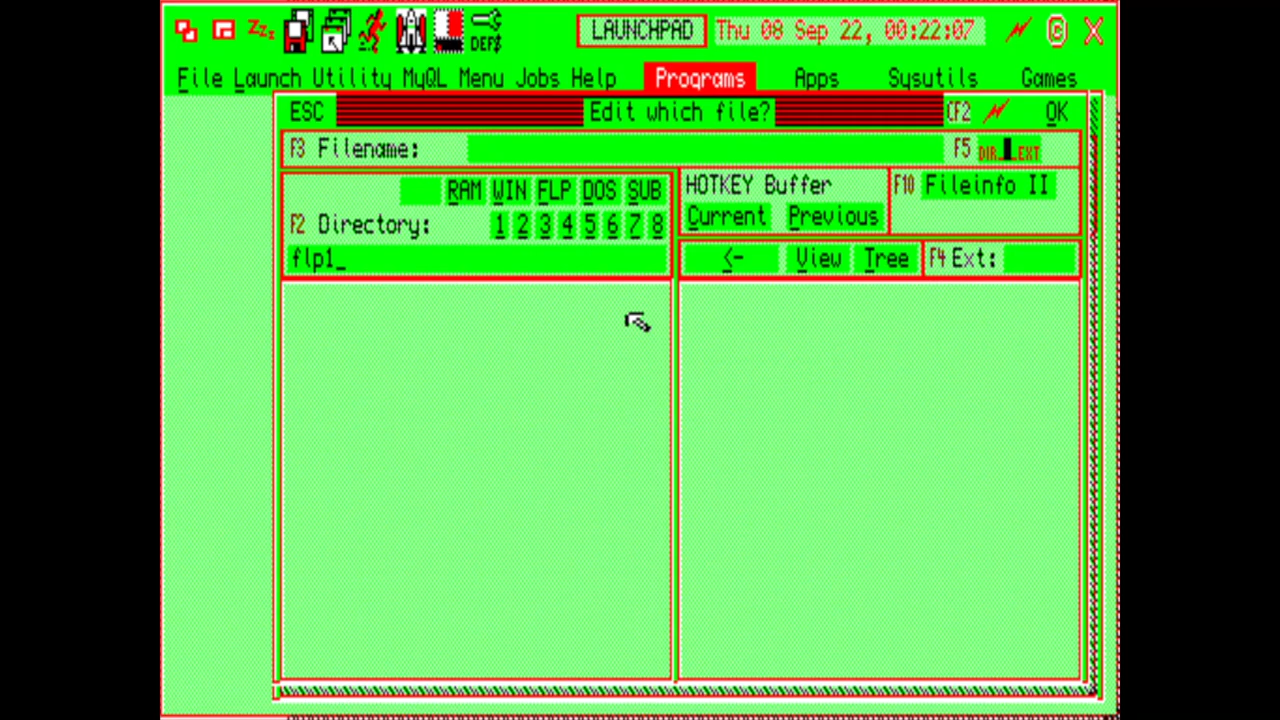 Zzz DEF$ LAUNCHPAD Thu 08 Sep 22, 00:22:07 ©
File Launch Utility MyQL Menu Jobs Help Programs Apps Sysutils Games
ESC Edit which file? CF2 OK
F3 Filename: F5 DIR_EXT
RAM WIN FLP DOS SUB HOTKEY Buffer F10 Fileinfo II
F2 Directory: 1 2 3 4 5 6 7 8 Current Previous
flp1_ <- View Tree F4 Ext: